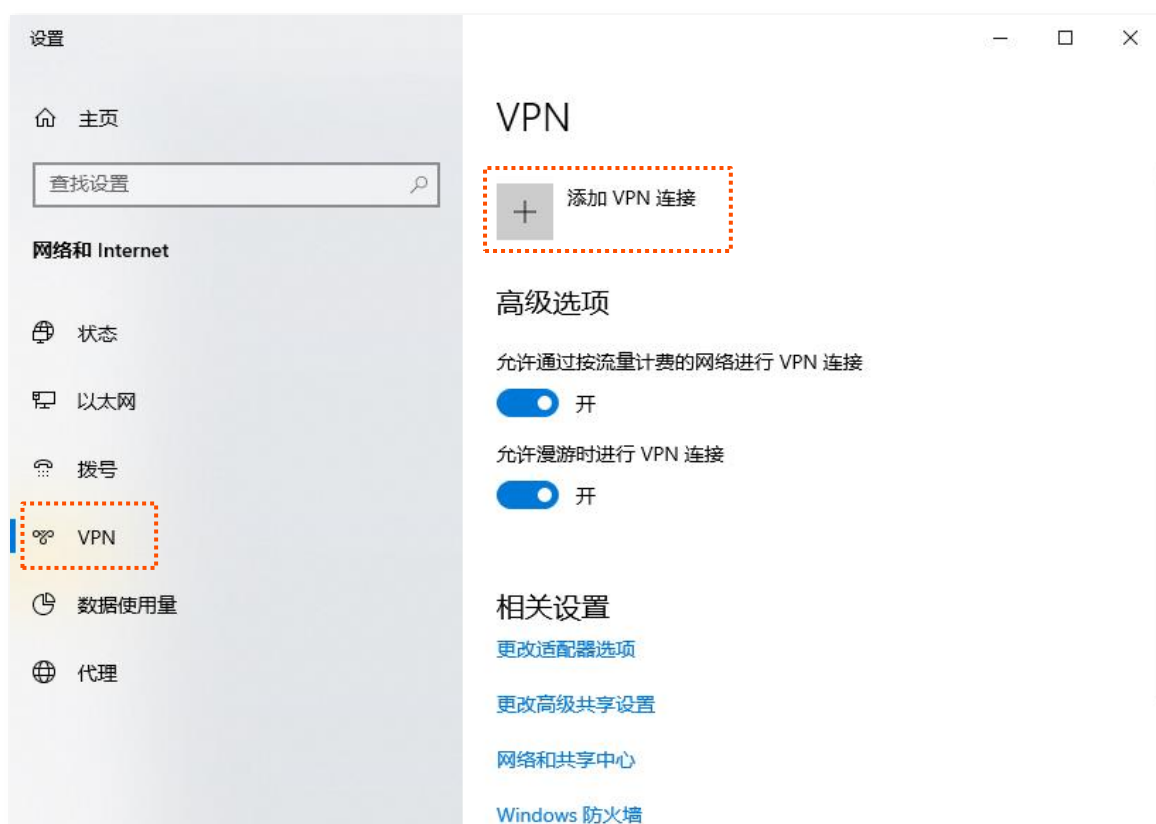 设置
主页
查找设置
网络和 Internet
状态
以太网
拨号
VPN
数据使用量
代理
VPN
添加 VPN 连接
高级选项
允许通过按流量计费的网络进行 VPN 连接
开
允许漫游时进行 VPN 连接
开
相关设置
更改适配器选项
更改高级共享设置
网络和共享中心
Windows 防火墙